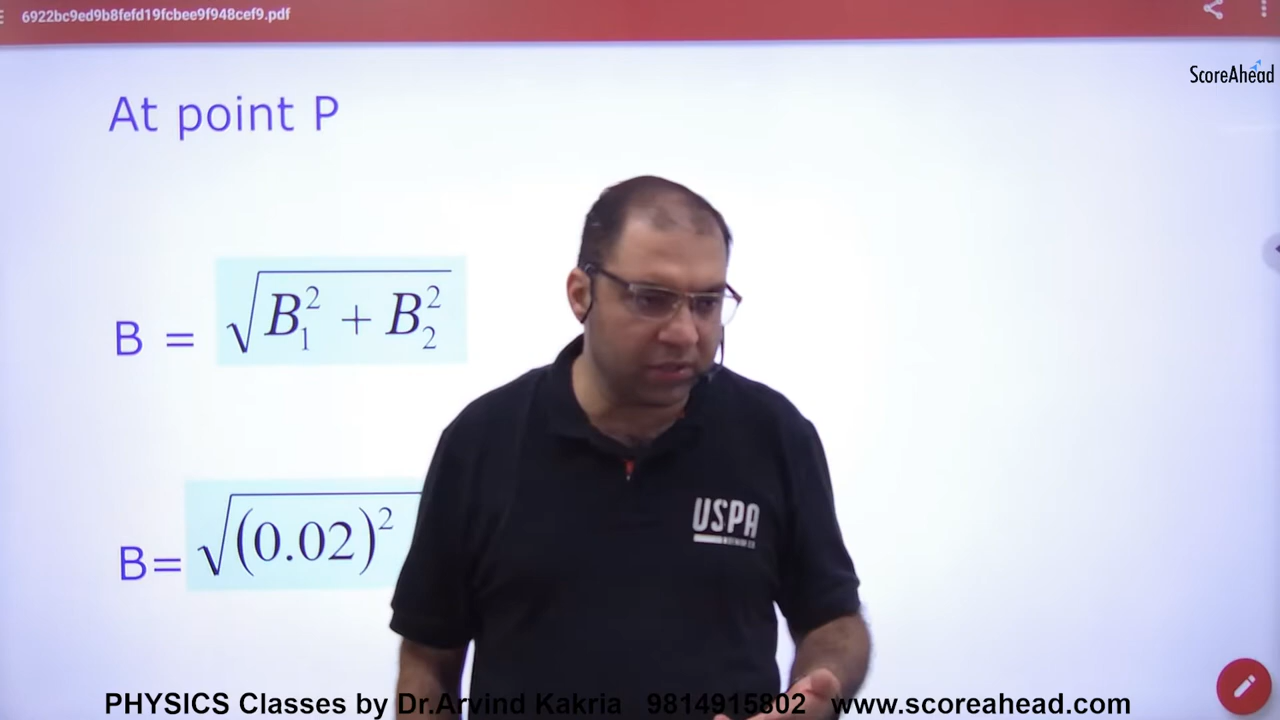 6922bc9ed9b8fefd19fcbee9f948cef9.pdf
ScoreAhead
At point P
B = √(B₁² + B₂²)
B= √(0.02)²
USPA
PHYSICS Classes by Dr.Arvind Kakria 9814915802 www.scoreahead.com